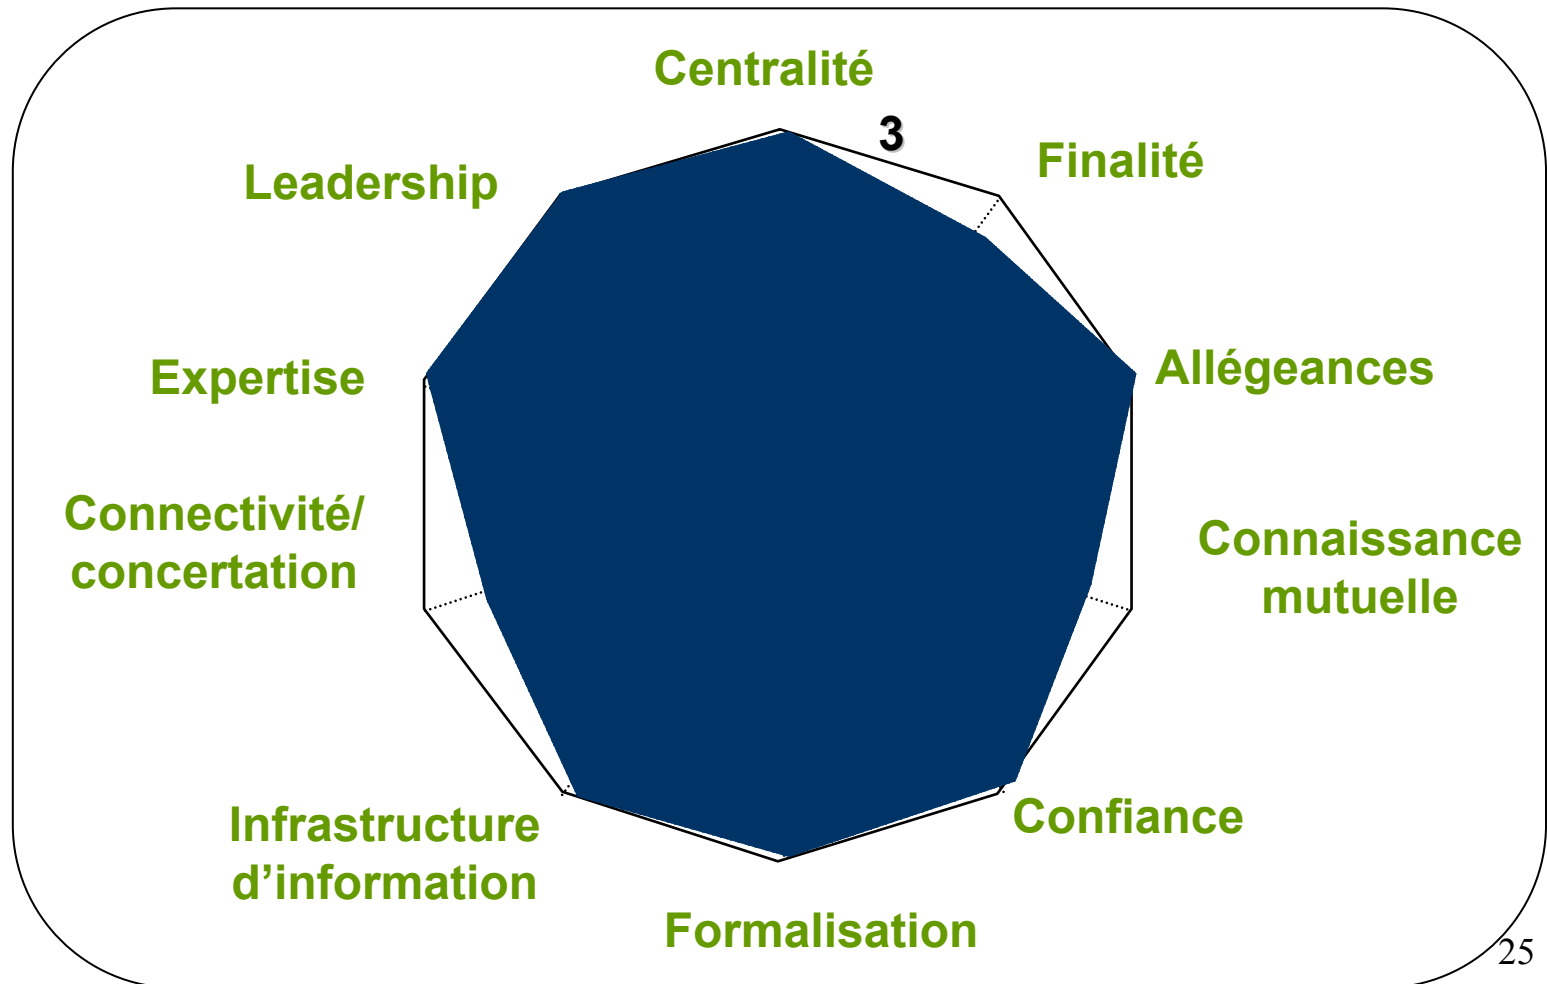 Centralité
3
Finalité
Leadership
Allégeances
Expertise
Connectivité/
concertation
Connaissance
mutuelle
Confiance
Infrastructure
d’information
Formalisation
25